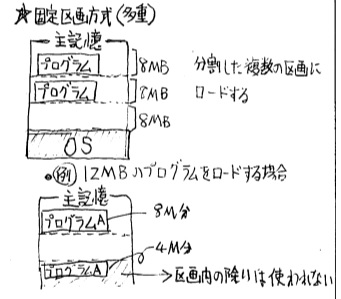 ☆固定区画方式(多重)
主記憶
プログラム
8MB
分割した複数の区画に
プログラム
8MB
ロードする
8MB
OS
•例 12MBのプログラムをロードする場合
主記憶
プログラムA
8M分
4M分
プログラムA
→区画内の除りは使われない